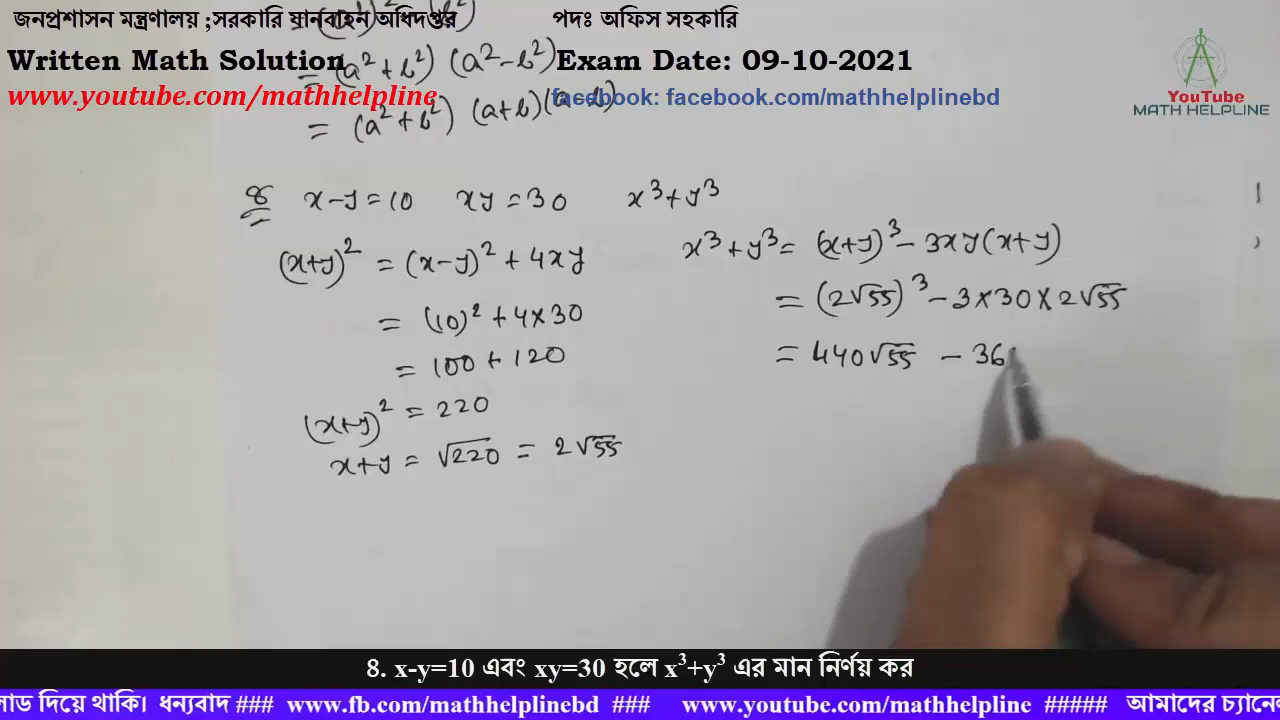 জনপ্রশাসন মন্ত্রণালয় ;সরকারি যানবাহন অধিদপ্তর পদঃ অফিস সহকারি
Written Math Solution Exam Date: 09-10-2021
www.youtube.com/mathhelpline facebook: facebook.com/mathhelplinebd
YouTube
MATH HELPLINE
= (a²+b²) (a²-b²)
= (a²+b²) (a+b)(a-b)
8 x-y=10 xy=30 x³+y³
(x+y)² = (x-y)² + 4xy
= (10)² + 4×30
= 100 + 120
(x+y)² = 220
x+y = √220 = 2√55
x³+y³ = (x+y)³ - 3xy(x+y)
= (2√55)³ - 3×30×2√55
= 440√55 - 36
8. x-y=10 এবং xy=30 হলে x³+y³ এর মান নির্ণয় কর
দিয়ে থাকি। ধন্যবাদ ### www.fb.com/mathhelplinebd ### www.youtube.com/mathhelpline ##### আমাদের